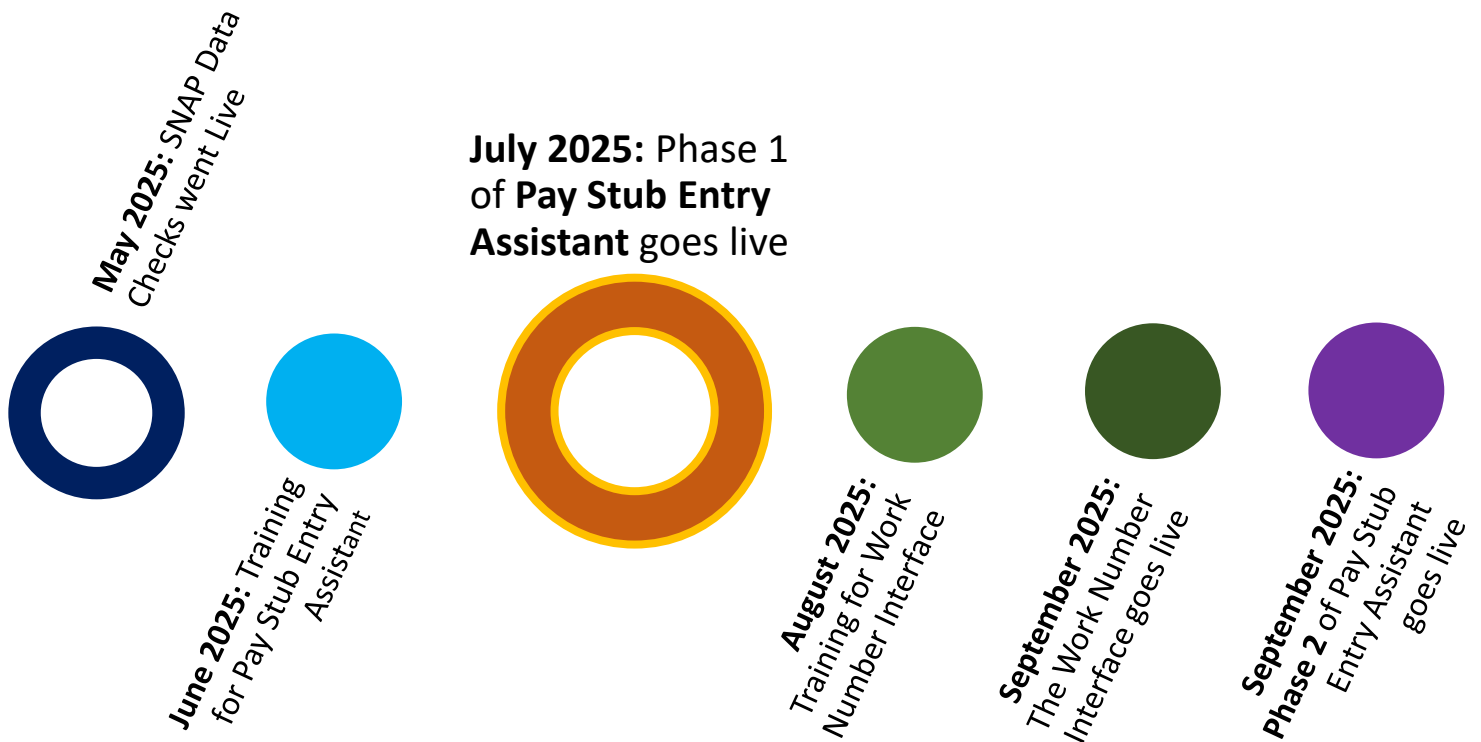 May 2025: SNAP Data
Checks went Live
June 2025: Training
for Pay Stub Entry
Assistant
July 2025: Phase 1
of Pay Stub Entry
Assistant goes live
August 2025:
Training for Work
Number Interface
September 2025:
The Work Number
Interface goes live
September 2025:
Phase 2 of Pay Stub
Entry Assistant
goes live